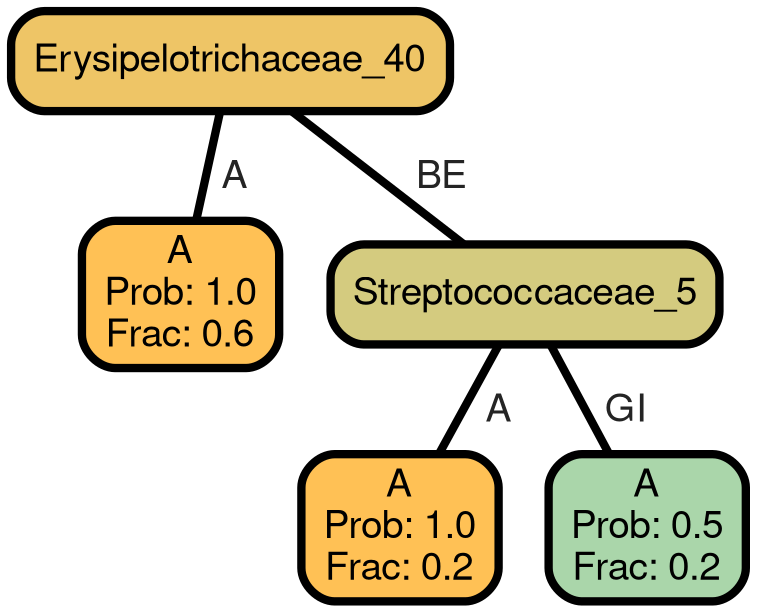 Erysipelotrichaceae_40
A
BE
A
Prob: 1.0
Frac: 0.6
Streptococcaceae_5
A
GI
A
Prob: 1.0
Frac: 0.2
A
Prob: 0.5
Frac: 0.2